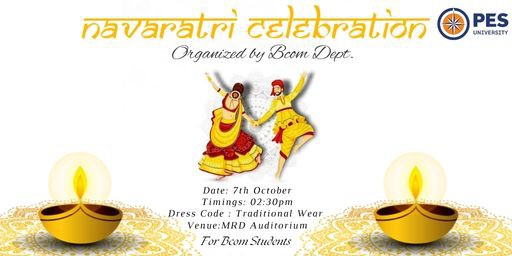 NAVARATRI CELEBRATION
PES
UNIVERSITY
Organized by Bcom Dept.
Date: 7th October
Timings: 02:30pm
Dress Code : Traditional Wear
Venue:MRD Auditorium
For Bcom Students